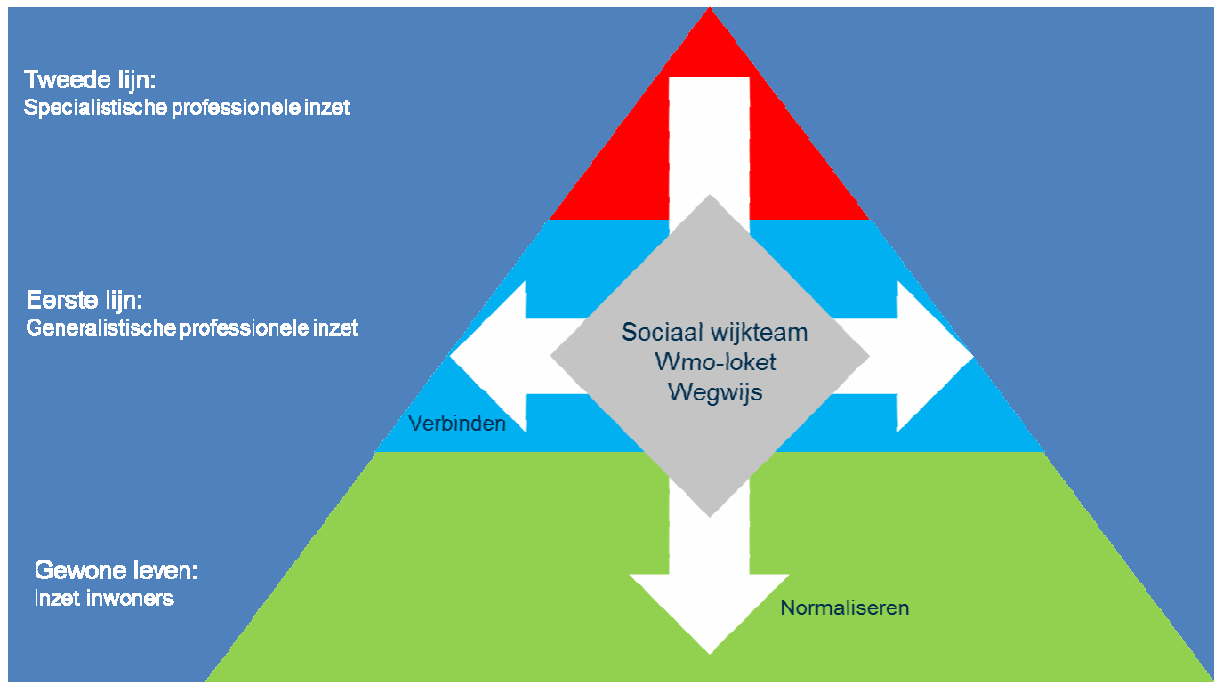 Tweede lijn:
Specialistische professionele inzet
Eerste lijn:
Generalistische professionele inzet
Sociaal wijkteam
Wmo-loket
Wegwijs
Verbinden
Gewone leven:
Inzet inwoners
Normaliseren